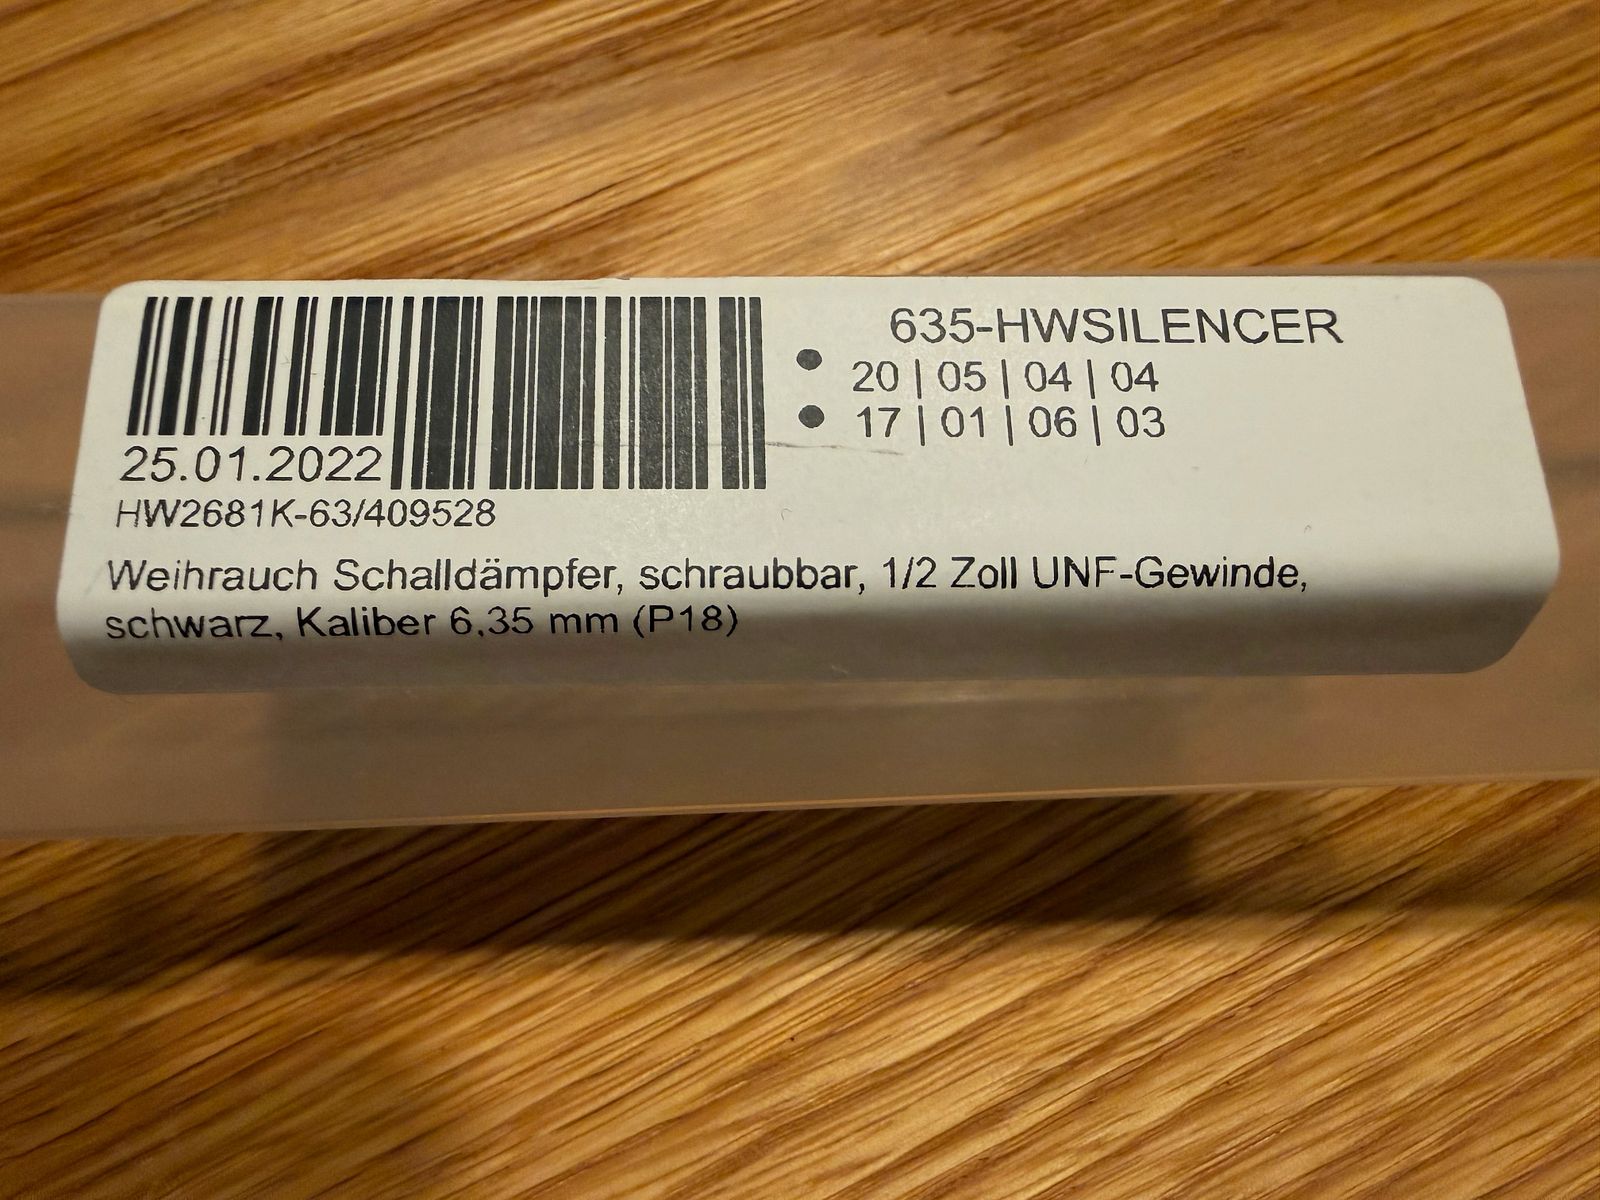 635-HWSILENCER
● 20 | 05 | 04 | 04
● 17 | 01 | 06 | 03
25.01.2022
HW2681K-63/409528
Weihrauch Schalldämpfer, schraubbar, 1/2 Zoll UNF-Gewinde,
schwarz, Kaliber 6,35 mm (P18)